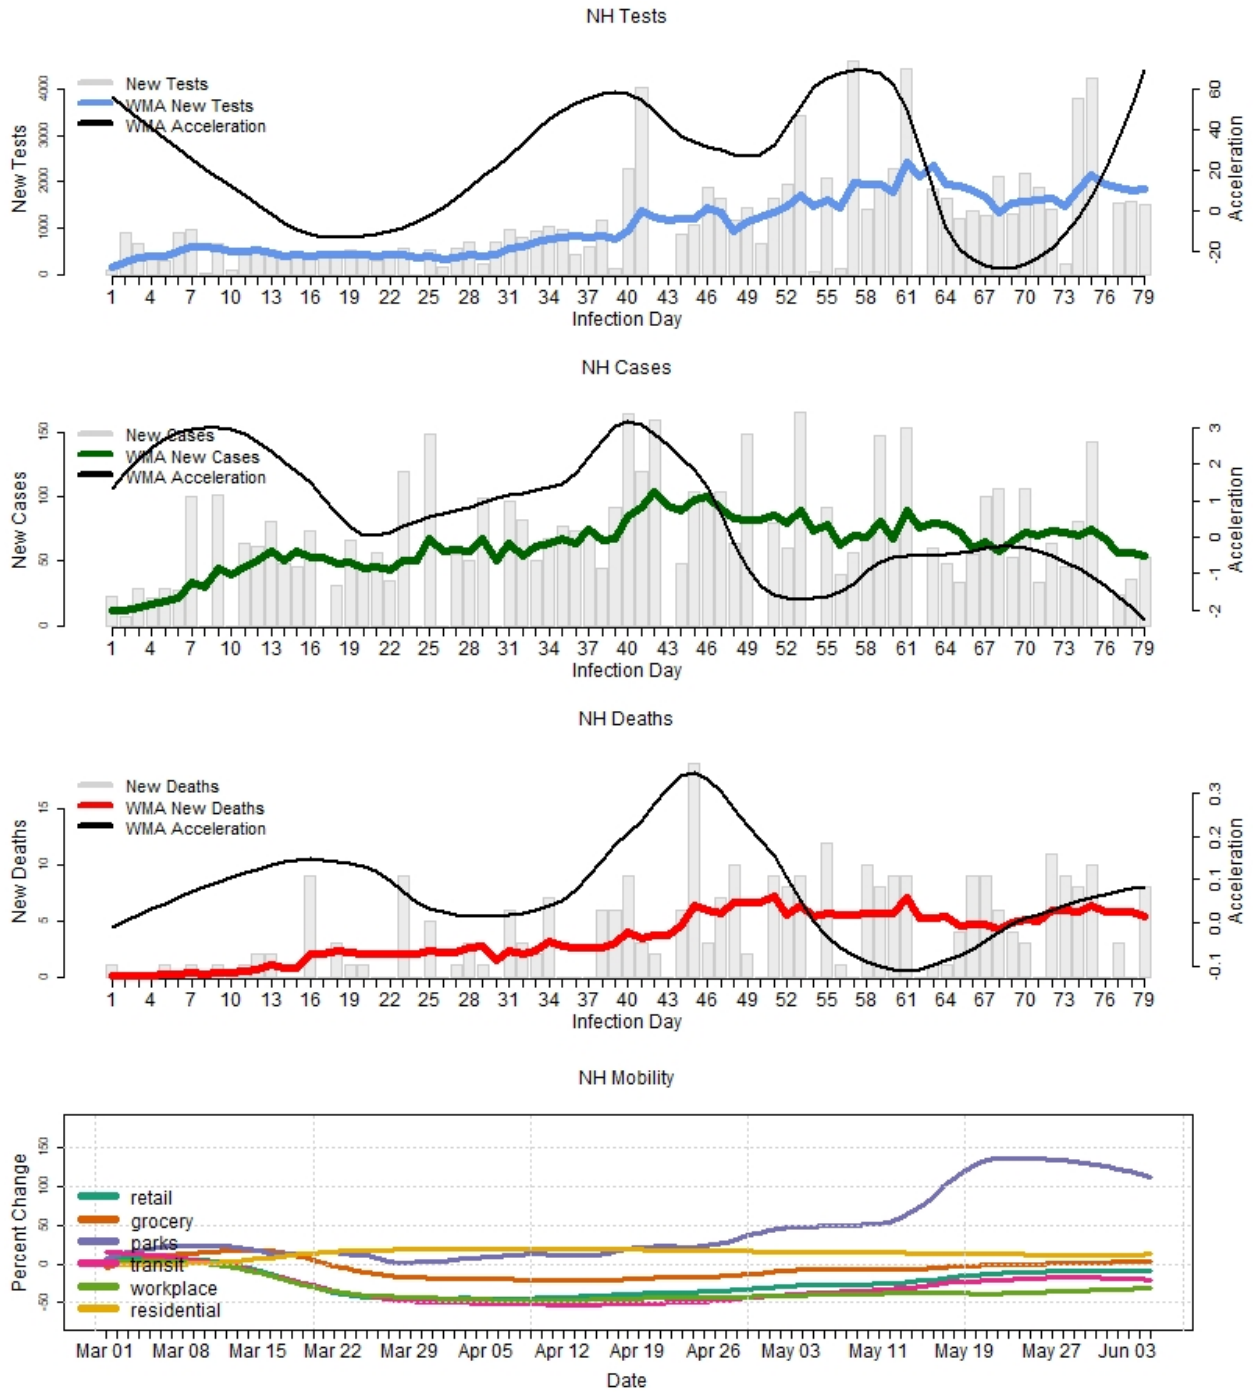 NH Tests
New Tests
WMA New Tests
WMA Acceleration
New Tests
0 1000 2000 3000 4000
-20 0 20 40 60
Acceleration
1 4 7 10 13 16 19 22 25 28 31 34 37 40 43 46 49 52 55 58 61 64 67 70 73 76 79
Infection Day
NH Cases
New Cases
WMA New Cases
WMA Acceleration
New Cases
0 50 100 150
-2 -1 0 1 2 3
Acceleration
1 4 7 10 13 16 19 22 25 28 31 34 37 40 43 46 49 52 55 58 61 64 67 70 73 76 79
Infection Day
NH Deaths
New Deaths
WMA New Deaths
WMA Acceleration
New Deaths
0 5 10 15
-0.1 0.0 0.1 0.2 0.3
Acceleration
1 4 7 10 13 16 19 22 25 28 31 34 37 40 43 46 49 52 55 58 61 64 67 70 73 76 79
Infection Day
NH Mobility
Percent Change
-50 0 50 100 150
retail
grocery
parks
transit
workplace
residential
Mar 01 Mar 08 Mar 15 Mar 22 Mar 29 Apr 05 Apr 12 Apr 19 Apr 26 May 03 May 11 May 19 May 27 Jun 03
Date